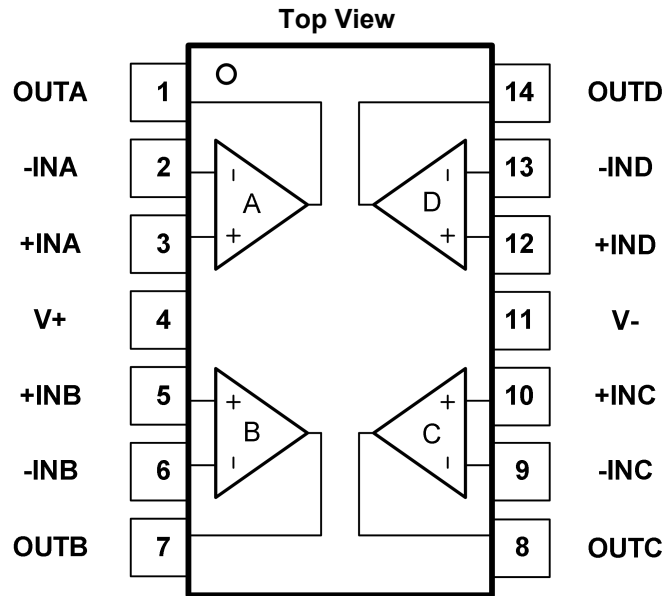 Top View
OUTA 1 14 OUTD
-INA 2 - - 13 -IND
A D
+INA 3 + + 12 +IND
V+ 4 11 V-
+INB 5 + + 10 +INC
B C
-INB 6 - - 9 -INC
OUTB 7 8 OUTC